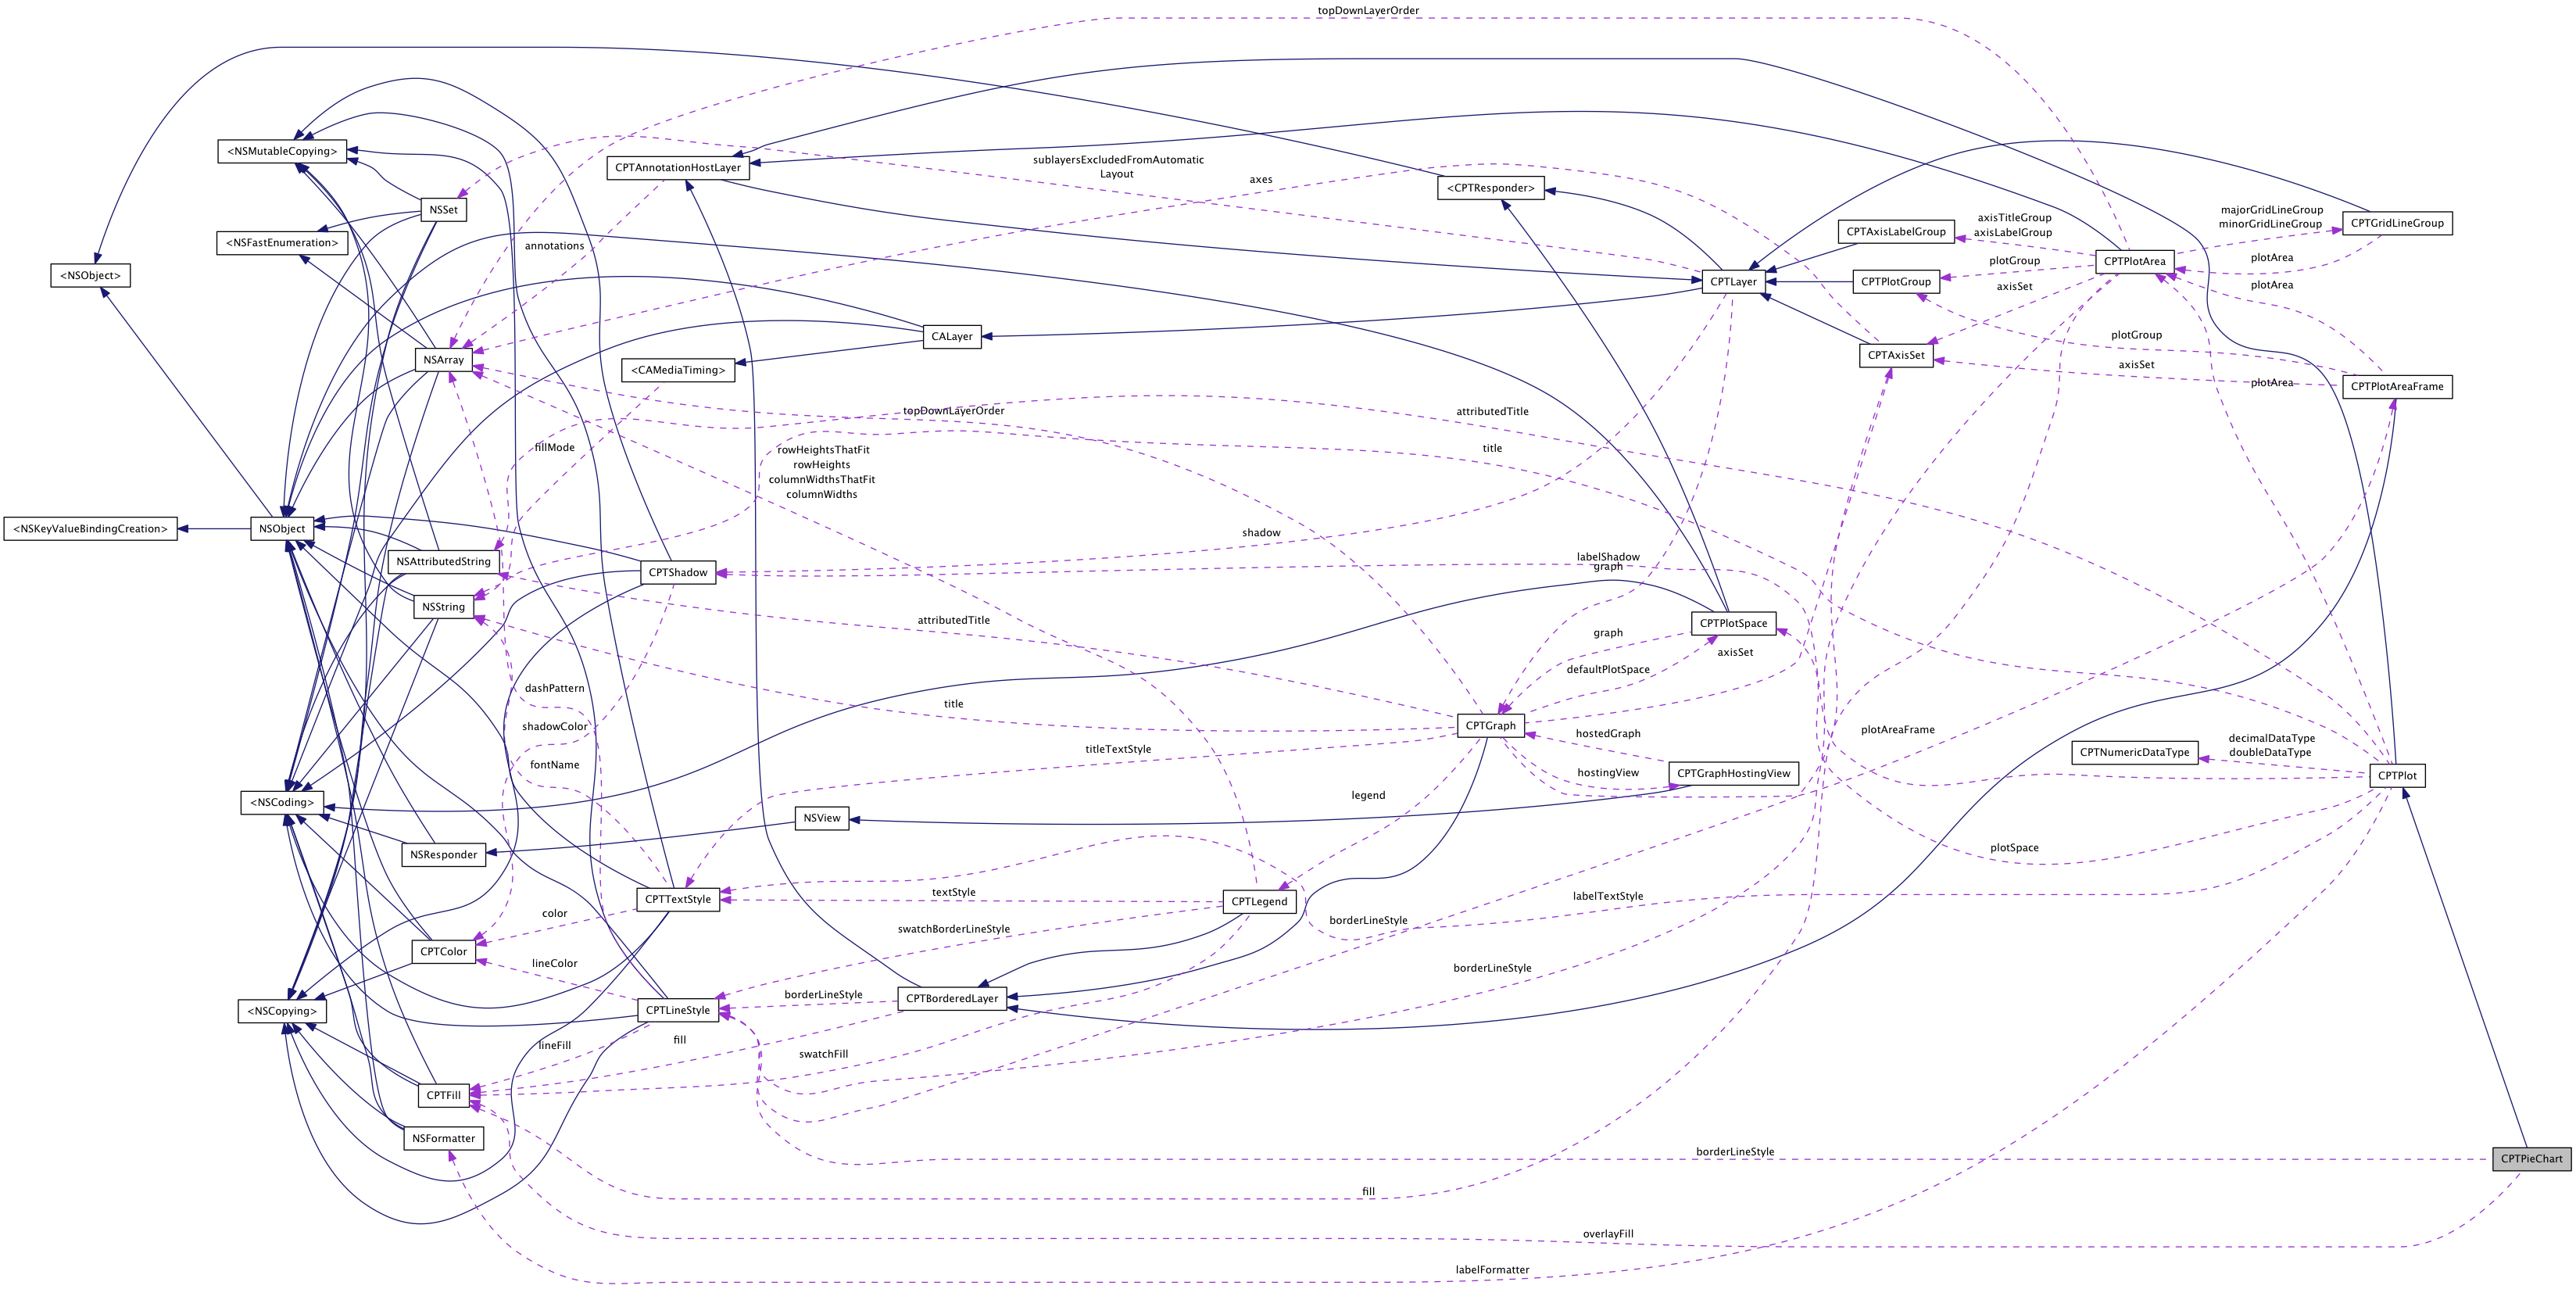 topDownLayerOrder
<NSMutableCopying>
CPTAnnotationHostLayer
sublayersExcludedFromAutomatic
Layout
axes
<CPTResponder>
NSSet
majorGridLineGroup
minorGridLineGroup
CPTGridLineGroup
axisTitleGroup
axisLabelGroup
CPTAxisLabelGroup
<NSFastEnumeration>
annotations
<NSObject>
CPTPlotArea
plotArea
plotGroup
CPTLayer
CPTPlotGroup
axisSet
plotArea
CALayer
plotGroup
NSArray
CPTAxisSet
axisSet
<CAMediaTiming>
plotArea
CPTPlotAreaFrame
topDownLayerOrder
attributedTitle
fillMode
rowHeightsThatFit
rowHeights
columnWidthsThatFit
columnWidths
title
<NSKeyValueBindingCreation>
NSObject
shadow
NSAttributedString
labelShadow
graph
CPTShadow
NSString
attributedTitle
CPTPlotSpace
graph
axisSet
defaultPlotSpace
dashPattern
title
shadowColor
CPTGraph
hostedGraph
plotAreaFrame
decimalDataType
doubleDataType
CPTNumericDataType
titleTextStyle
fontName
hostingView
CPTGraphHostingView
CPTPlot
legend
<NSCoding>
NSView
NSResponder
plotSpace
textStyle
labelTextStyle
CPTTextStyle
CPTLegend
color
borderLineStyle
swatchBorderLineStyle
CPTColor
lineColor
borderLineStyle
borderLineStyle
CPTBorderedLayer
<NSCopying>
CPTLineStyle
lineFill
fill
swatchFill
CPTFill
NSFormatter
borderLineStyle
CPTPieChart
fill
overlayFill
labelFormatter